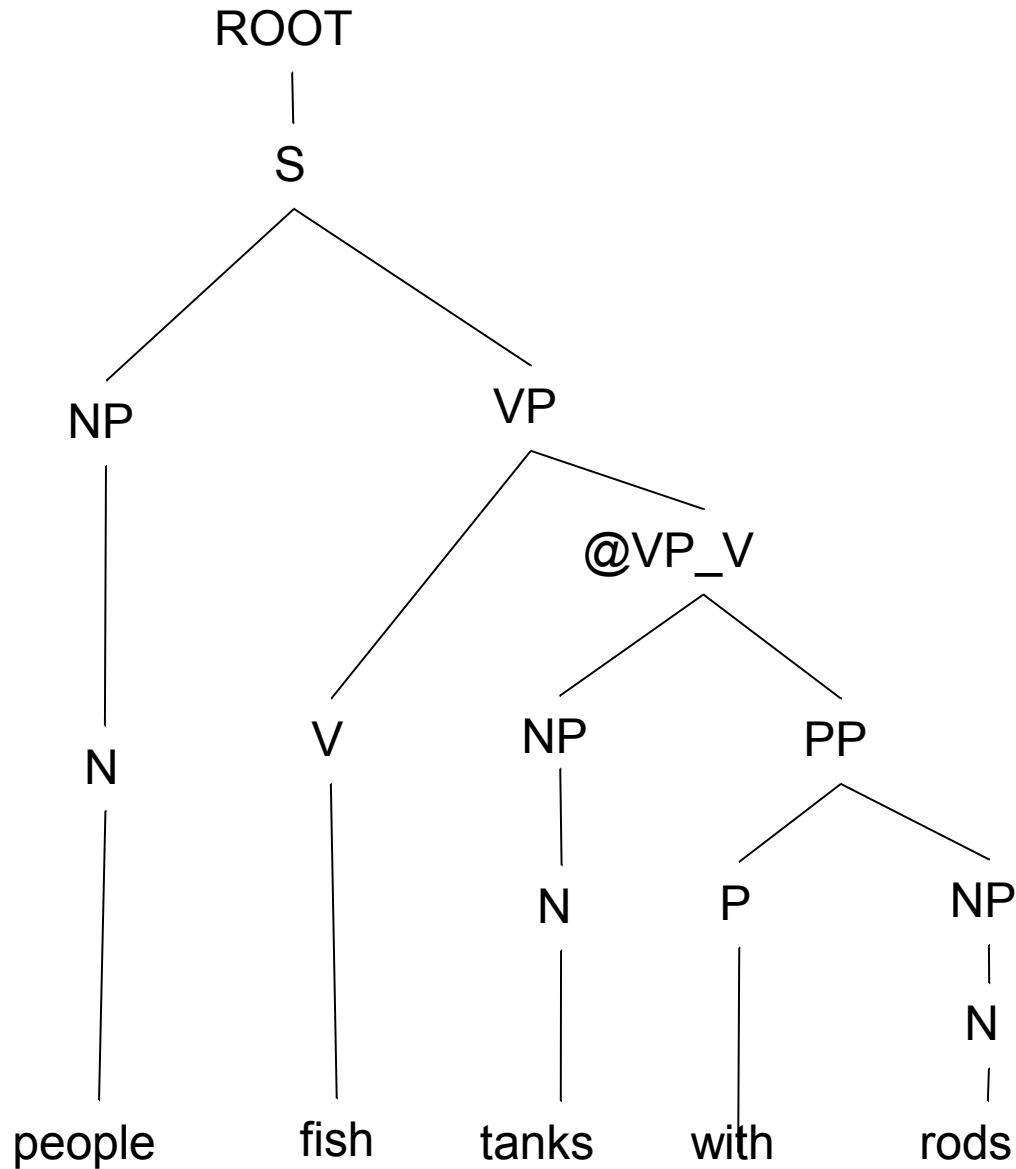 ROOT
S
NP VP
@VP_V
N V NP PP
N P NP
N
people fish tanks with rods